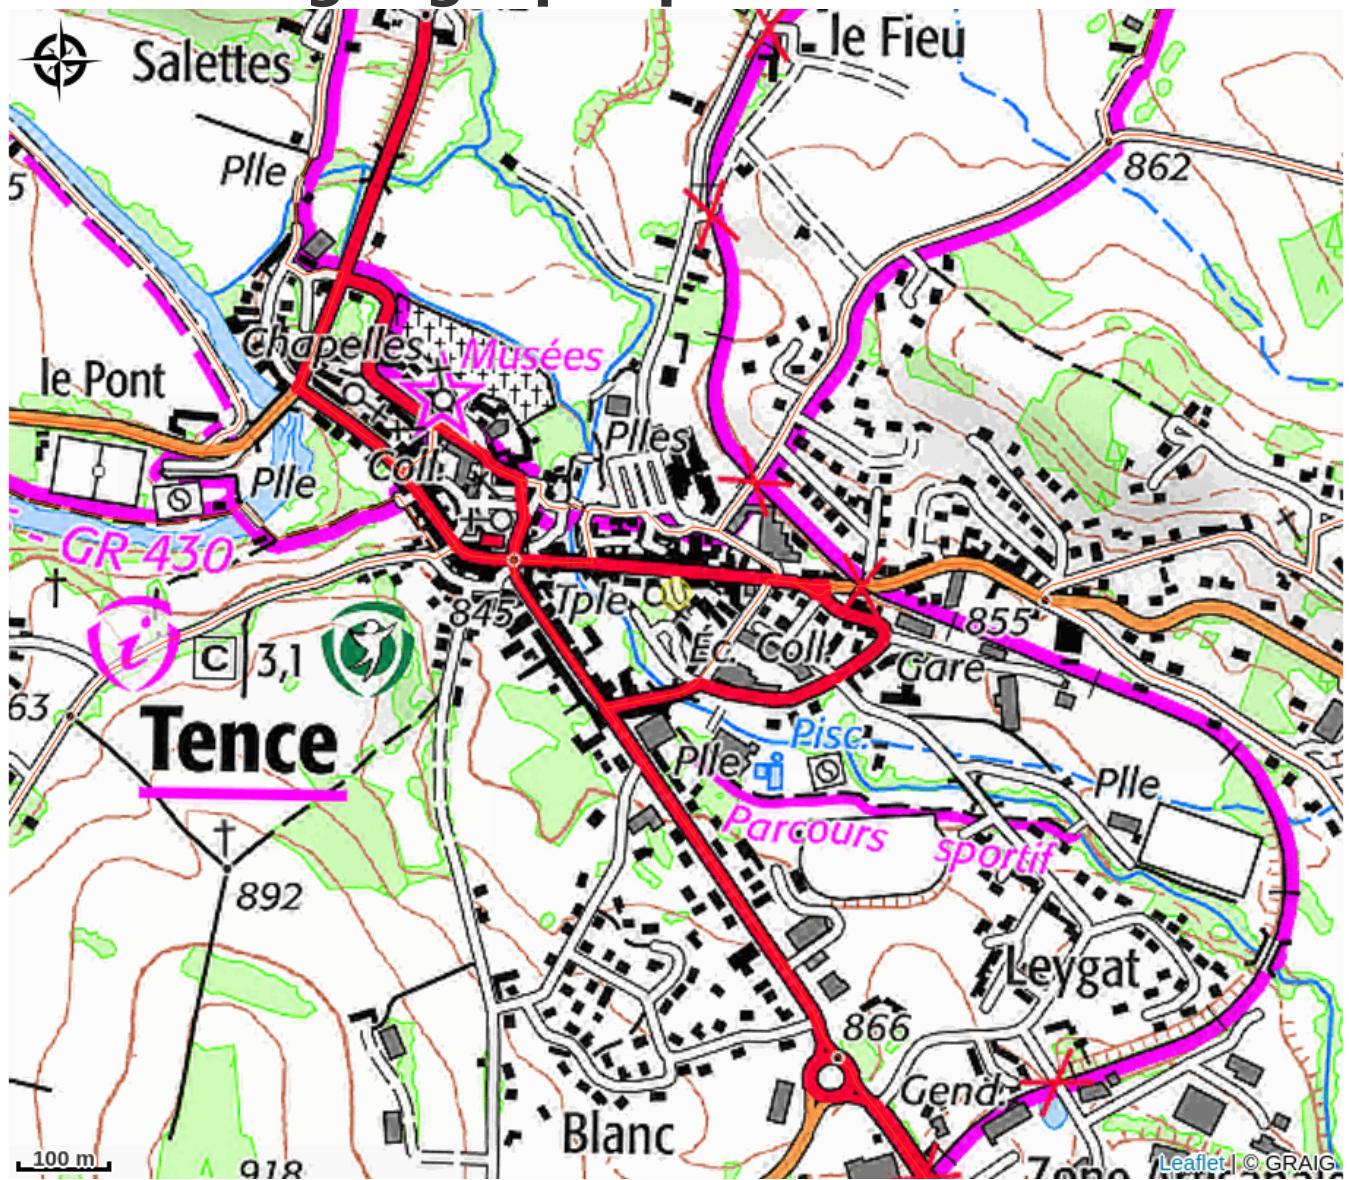 Salettes
le Fieu
Plle
862
5
Chapelles
Musées
le Pont
Plles
Coll.
Plle
GR 430
845
Tple
855
Éc. Coll.
Gare
C 3,1
63
Tence
Pisc.
Plle
Plle
Parcours sportif
892
Leygat
866
Gend.
Blanc
918
100 m
Leaflet | © GRAIG